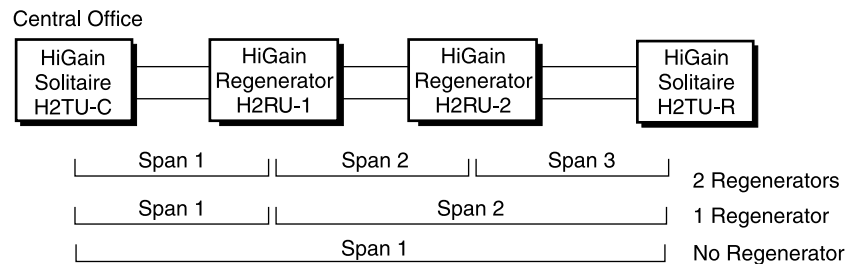 Central Office
HiGain
Solitaire
H2TU-C
HiGain
Regenerator
H2RU-1
HiGain
Regenerator
H2RU-2
HiGain
Solitaire
H2TU-R
Span 1
Span 2
Span 3
2 Regenerators
Span 1
Span 2
1 Regenerator
Span 1
No Regenerator